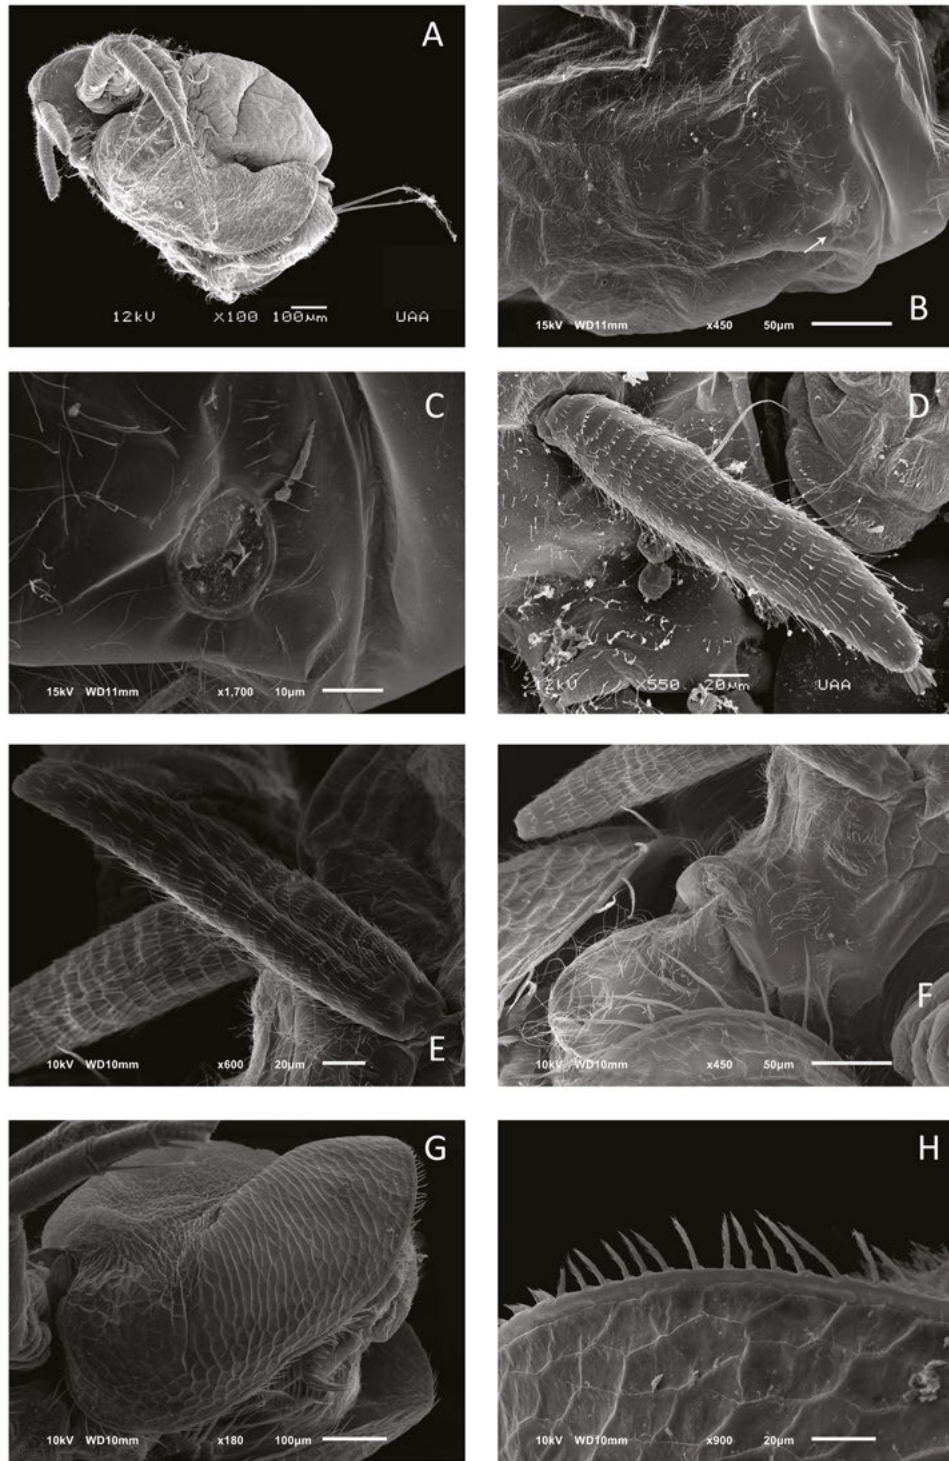 A
12kV X100 100µm UAA
B
15kV WD11mm x450 50µm
C
15kV WD11mm x1,700 10µm
D
12kV X550 20µm UAA
E
10kV WD10mm x600 20µm
F
10kV WD10mm x450 50µm
G
10kV WD10mm x180 100µm
H
10kV WD10mm x900 20µm